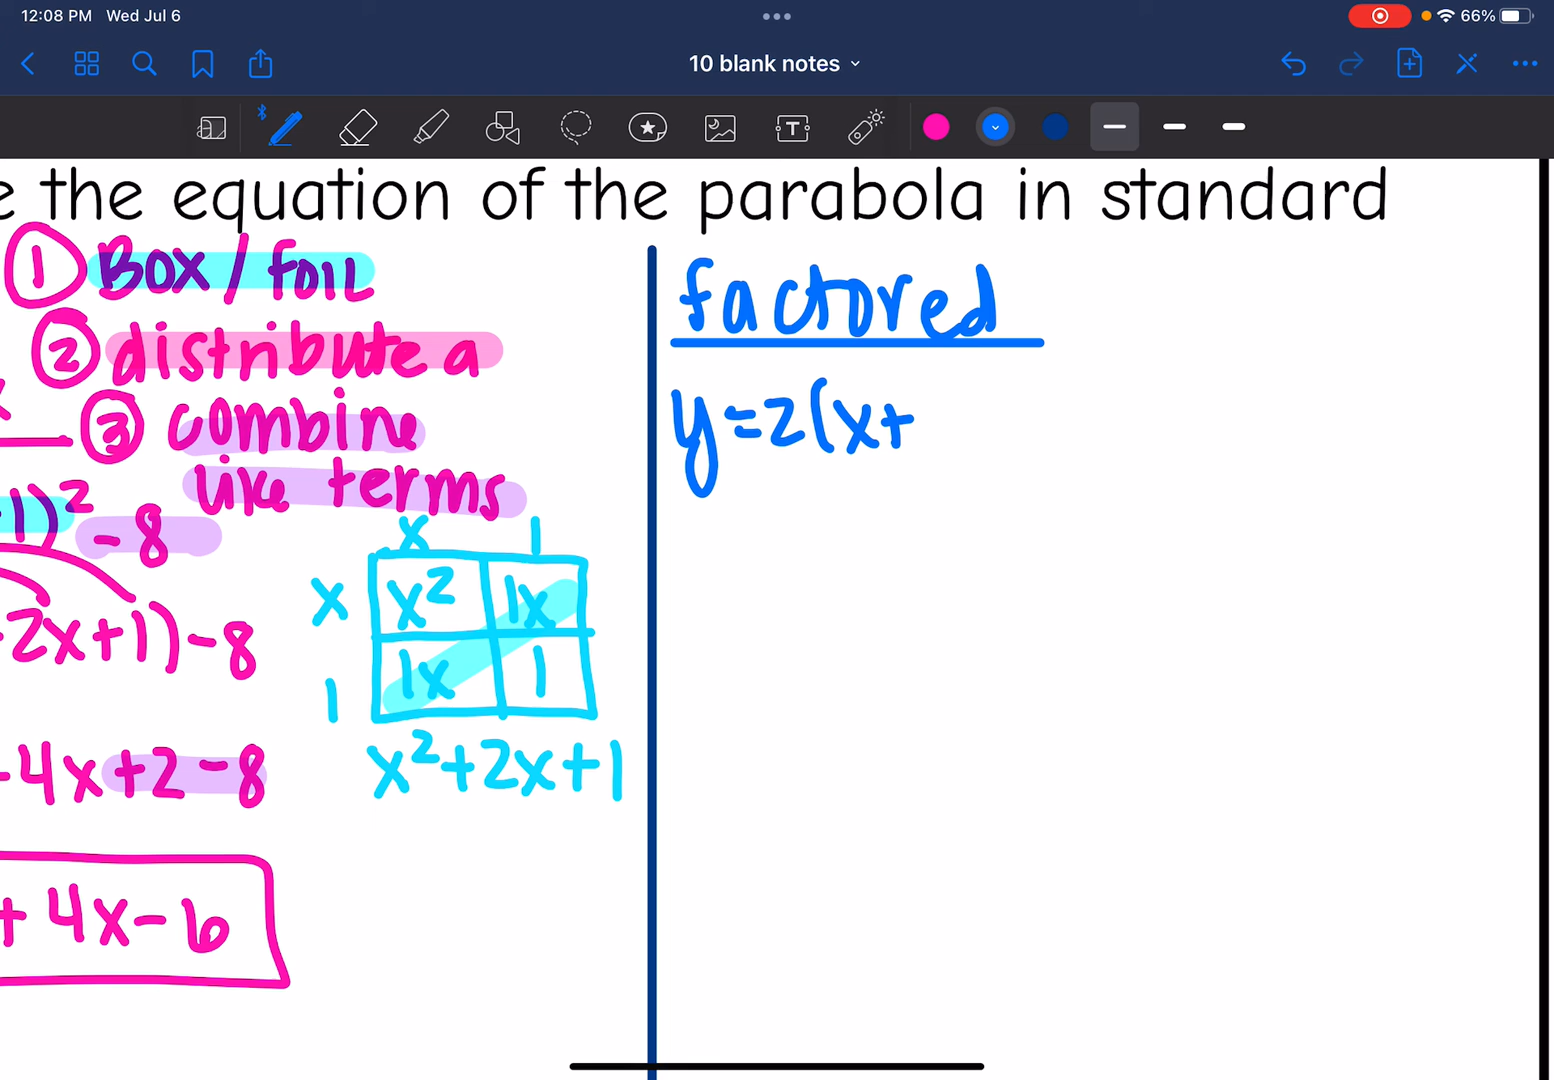 12:08 PM Wed Jul 6
66%
10 blank notes
the equation of the parabola in standard
① Box / foil
② distribute a
③ combine
like terms
1)² - 8
2x+1) - 8
4x + 2 - 8
+ 4x - 6
x 1
x x² 1x
1 1x 1
x² + 2x + 1
factored
y = 2(x+